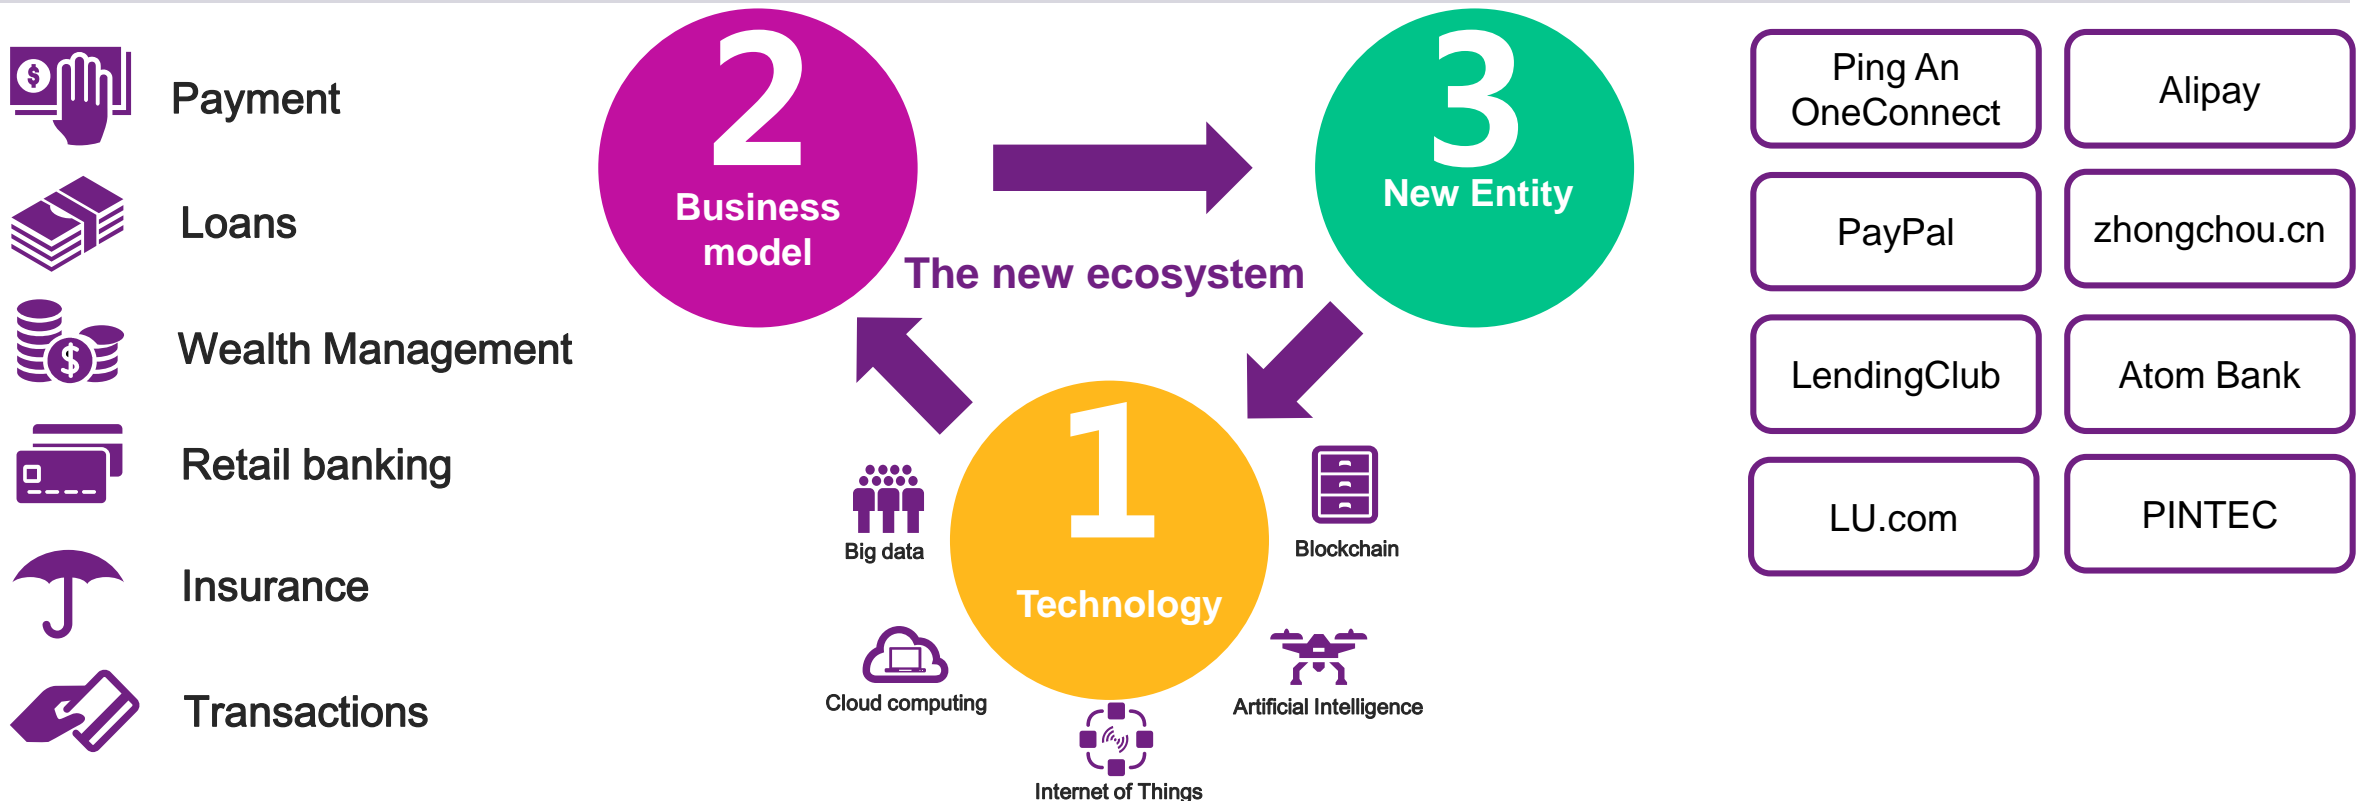 Payment
Loans
Wealth Management
Retail banking
Insurance
Transactions
2
Business
model
3
New Entity
The new ecosystem
1
Technology
Big data
Blockchain
Cloud computing
Artificial Intelligence
Internet of Things
Ping An
OneConnect
Alipay
PayPal
zhongchou.cn
LendingClub
Atom Bank
LU.com
PINTEC